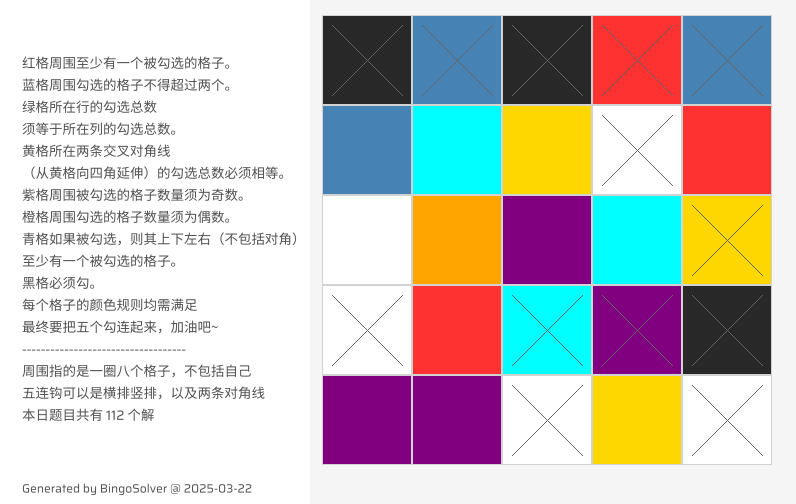 红格周围至少有一个被勾选的格子。
蓝格周围勾选的格子不得超过两个。
绿格所在行的勾选总数
须等于所在列的勾选总数。
黄格所在两条交叉对角线
（从黄格向四角延伸）的勾选总数必须相等。
紫格周围被勾选的格子数量须为奇数。
橙格周围勾选的格子数量须为偶数。
青格如果被勾选，则其上下左右（不包括对角）
至少有一个被勾选的格子。
黑格必须勾。
每个格子的颜色规则均需满足
最终要把五个勾连起来，加油吧~
-----------------------------------
周围指的是一圈八个格子，不包括自己
五连钩可以是横排竖排，以及两条对角线
本日题目共有 112 个解
Generated by BingoSolver @ 2025-03-22